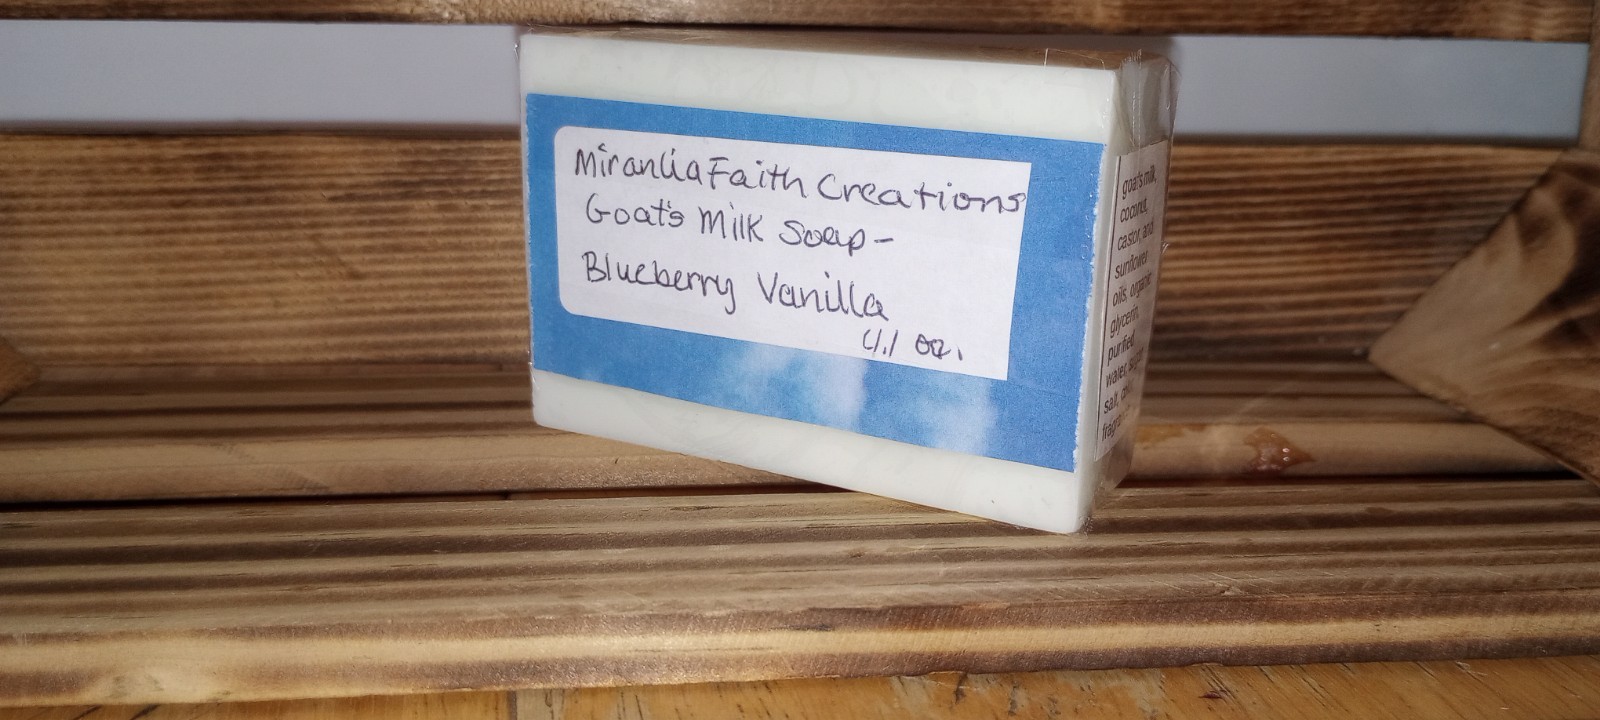 MiranliaFaith Creations
Goat's Milk Soap-
Blueberry Vanilla
4.1 oz.
goat's milk,
coconut,
castor, and
sunflower
oils, organic
glycerin,
purified
water,
salt,